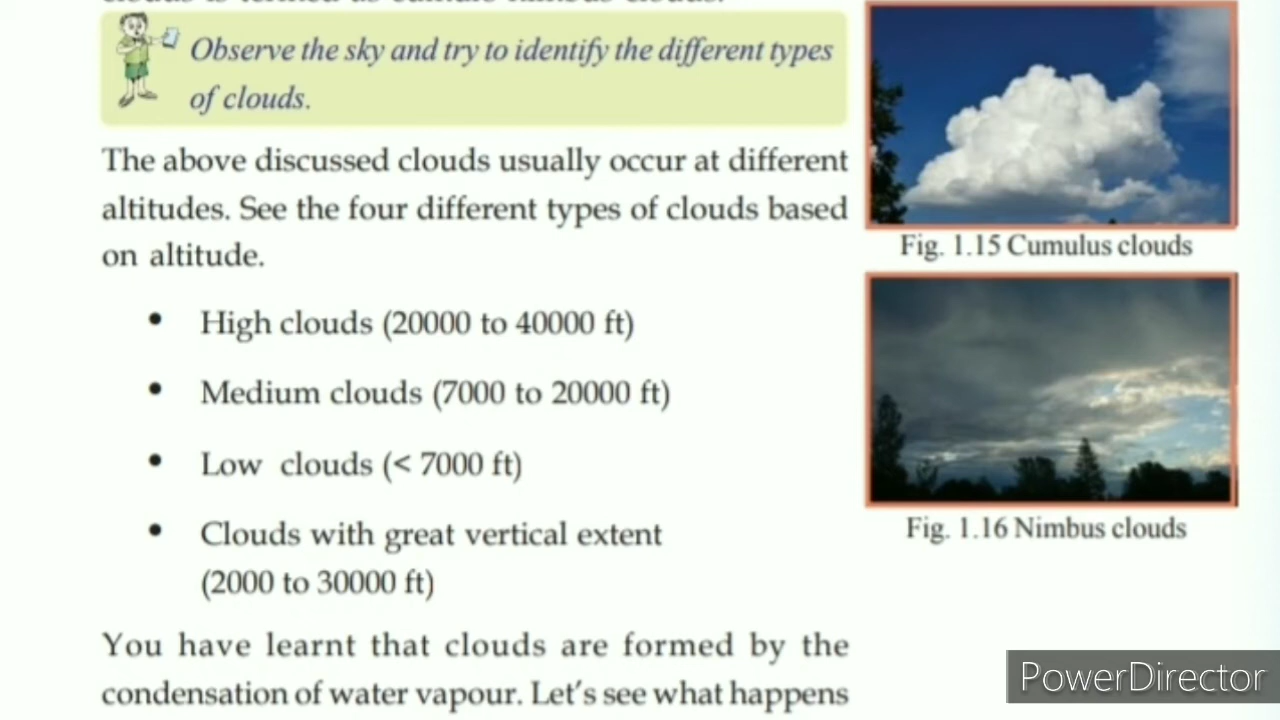 Observe the sky and try to identify the different types
of clouds.
The above discussed clouds usually occur at different
altitudes. See the four different types of clouds based
on altitude.
• High clouds (20000 to 40000 ft)
• Medium clouds (7000 to 20000 ft)
• Low clouds (< 7000 ft)
• Clouds with great vertical extent
(2000 to 30000 ft)
You have learnt that clouds are formed by the
condensation of water vapour. Let's see what happens
Fig. 1.15 Cumulus clouds
Fig. 1.16 Nimbus clouds
PowerDirector